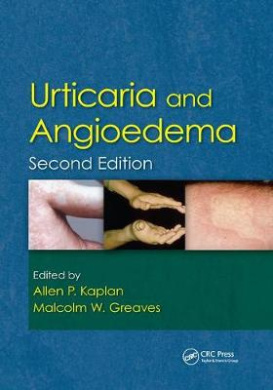 Urticaria and
Angioedema
Second Edition
Edited by
Allen P. Kaplan
Malcolm W. Greaves
CRC Press
Taylor & Francis Group